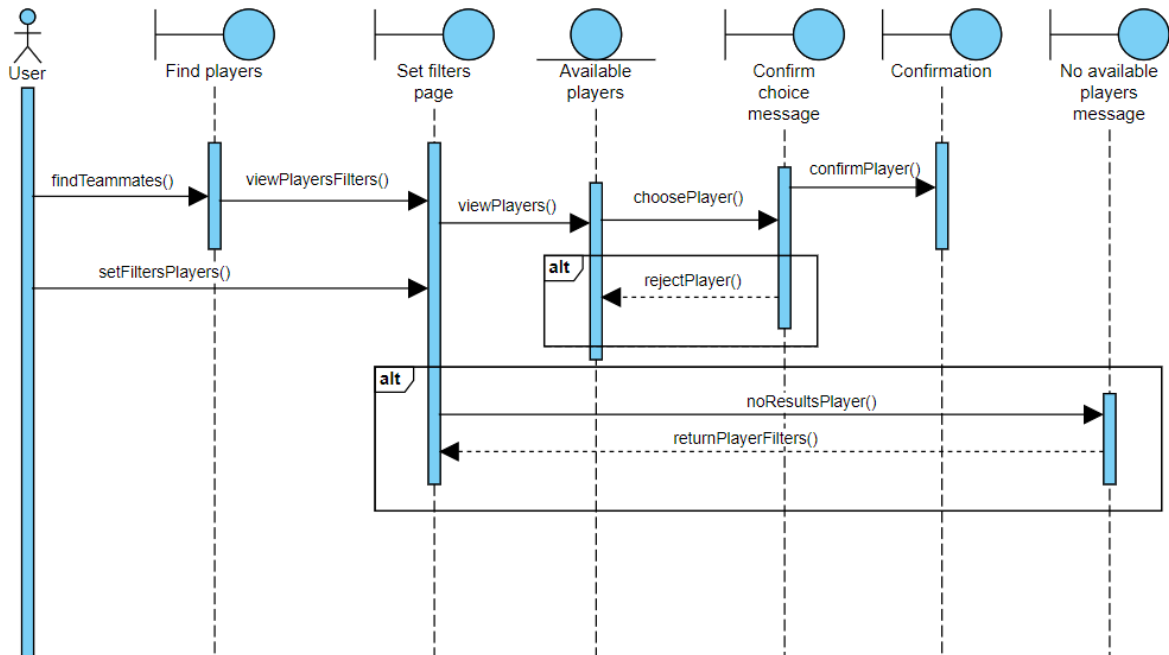 User
Find players
Set filters
page
Available
players
Confirm
choice
message
Confirmation
No available
players
message
findTeammates()
viewPlayersFilters()
viewPlayers()
choosePlayer()
confirmPlayer()
setFiltersPlayers()
alt
rejectPlayer()
alt
noResultsPlayer()
returnPlayerFilters()